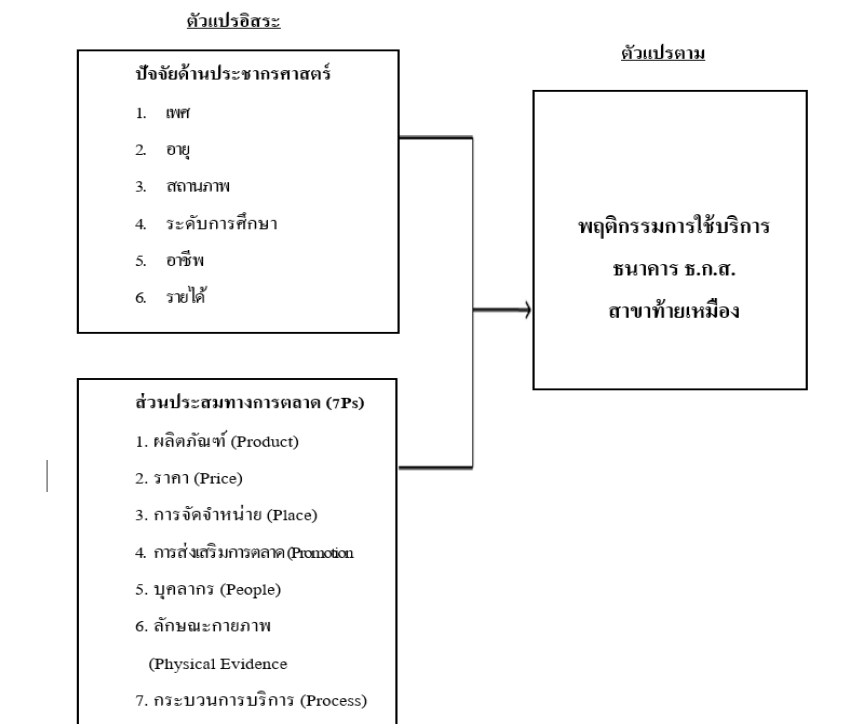 ตัวแปรอิสระ
ปัจจัยด้านประชากรศาสตร์
1. เพศ
2. อายุ
3. สถานภาพ
4. ระดับการศึกษา
5. อาชีพ
6. รายได้
ส่วนประสมทางการตลาด (7Ps)
1. ผลิตภัณฑ์ (Product)
2. ราคา (Price)
3. การจัดจำหน่าย (Place)
4. การส่งเสริมการตลาด (Promotion
5. บุคลากร (People)
6. ลักษณะกายภาพ
(Physical Evidence
7. กระบวนการบริการ (Process)
ตัวแปรตาม
พฤติกรรมการใช้บริการ
ธนาคาร ธ.ก.ส.
สาขาท้ายเหมือง